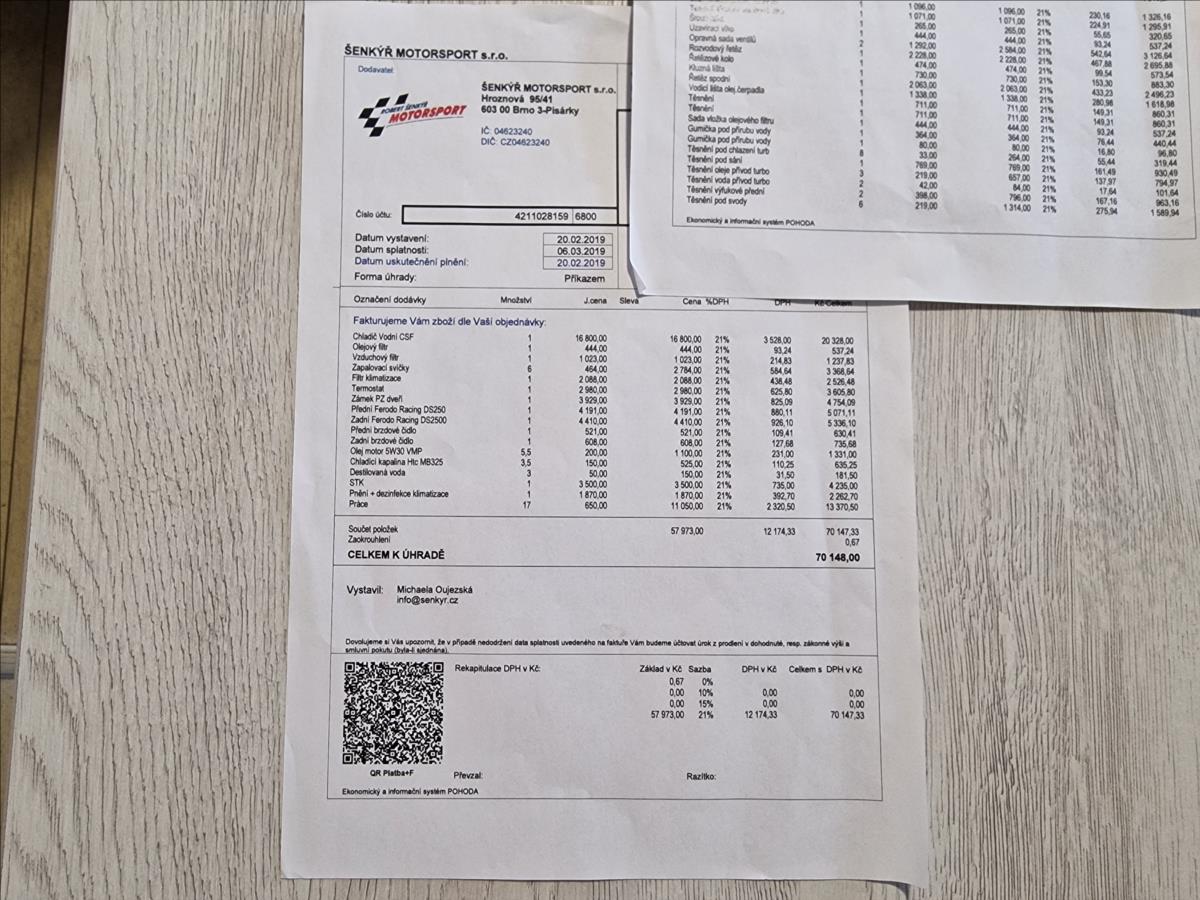 ŠENKÝŘ MOTORSPORT s.r.o.
Dodavatel:
ROBERT ŠENKÝŘ
MOTORSPORT
ŠENKÝŘ MOTORSPORT s.r.o.
Hroznová 95/41
603 00 Brno 3-Pisárky
IČ: 04623240
DIČ: CZ04623240
Číslo účtu: 4211028159 6800
Datum vystavení: 20.02.2019
Datum splatnosti: 06.03.2019
Datum uskutečnění plnění: 20.02.2019
Forma úhrady: Příkazem
Označení dodávky Množství J.cena Sleva Cena %DPH DPH Kč Celkem
Fakturujeme Vám zboží dle Vaší objednávky:
Chladič Vodní CSF 1 16 800,00 16 800,00 21% 3 528,00 20 328,00
Olejový filtr 1 444,00 444,00 21% 93,24 537,24
Vzduchový filtr 1 1 023,00 1 023,00 21% 214,83 1 237,83
Zapalovací svíčky 6 464,00 2 784,00 21% 584,64 3 368,64
Filtr klimatizace 1 2 088,00 2 088,00 21% 438,48 2 526,48
Termostat 1 2 980,00 2 980,00 21% 625,80 3 605,80
Zámek PZ dveří 1 3 929,00 3 929,00 21% 825,09 4 754,09
Přední Ferodo Racing DS250 1 4 191,00 4 191,00 21% 880,11 5 071,11
Zadní Ferodo Racing DS2500 1 4 410,00 4 410,00 21% 926,10 5 336,10
Přední brzdové čidlo 1 521,00 521,00 21% 109,41 630,41
Zadní brzdové čidlo 1 608,00 608,00 21% 127,68 735,68
Olej motor 5W30 VMP 5,5 200,00 1 100,00 21% 231,00 1 331,00
Chladící kapalina Htc MB325 3,5 150,00 525,00 21% 110,25 635,25
Destilovaná voda 3 50,00 150,00 21% 31,50 181,50
STK 1 3 500,00 3 500,00 21% 735,00 4 235,00
Pnění + dezinfekce klimatizace 1 1 870,00 1 870,00 21% 392,70 2 262,70
Práce 17 650,00 11 050,00 21% 2 320,50 13 370,50
Součet položek 57 973,00 12 174,33 70 147,33
Zaokrouhlení 0,67
CELKEM K ÚHRADĚ 70 148,00
Vystavil: Michaela Oujezská
info@senkyr.cz
Dovolujeme si Vás upozornit, že v případě nedodržení data splatnosti uvedeného na faktuře Vám budeme účtovat úrok z prodlení v dohodnuté, resp. zákonné výši a
smluvní pokutu (byla-li sjednána).
Rekapitulace DPH v Kč: Základ v Kč Sazba DPH v Kč Celkem s DPH v Kč
0,67 0%
0,00 10% 0,00 0,00
0,00 15% 0,00 0,00
57 973,00 21% 12 174,33 70 147,33
QR Platba+F
Převzal: Razítko:
Ekonomický a informační systém POHODA
1 1 096,00 1 096,00 21% 230,16 1 326,16
1 1 071,00 1 071,00 21% 224,91 1 295,91
Uzavírací víko 1 265,00 265,00 21% 55,65 320,65
Opravná sada ventilů 1 444,00 444,00 21% 93,24 537,24
Rozvodový řetěz 2 1 292,00 2 584,00 21% 542,64 3 126,64
Řetězové kolo 1 2 228,00 2 228,00 21% 467,88 2 695,88
Kluzná lišta 1 474,00 474,00 21% 99,54 573,54
Řetěz spodní 1 730,00 730,00 21% 153,30 883,30
Vodící lišta olej.čerpadla 1 2 063,00 2 063,00 21% 433,23 2 496,23
Těsnění 1 1 338,00 1 338,00 21% 280,98 1 618,98
Těsnění 1 711,00 711,00 21% 149,31 860,31
Sada vložka olejového filtru 1 711,00 711,00 21% 149,31 860,31
Gumička pod přírubu vody 1 444,00 444,00 21% 93,24 537,24
Gumička pod přírubu vody 1 364,00 364,00 21% 76,44 440,44
Těsnění pod chlazení turb 1 80,00 80,00 21% 16,80 96,80
Těsnění pod sání 8 33,00 264,00 21% 55,44 319,44
Těsnění oleje přívod turbo 1 769,00 769,00 21% 161,49 930,49
Těsnění voda přívod turbo 3 219,00 657,00 21% 137,97 794,97
Těsnění výfukové přední 2 42,00 84,00 21% 17,64 101,64
Těsnění pod svody 2 398,00 796,00 21% 167,16 963,16
6 219,00 1 314,00 21% 275,94 1 589,94
Ekonomický a informační systém POHODA